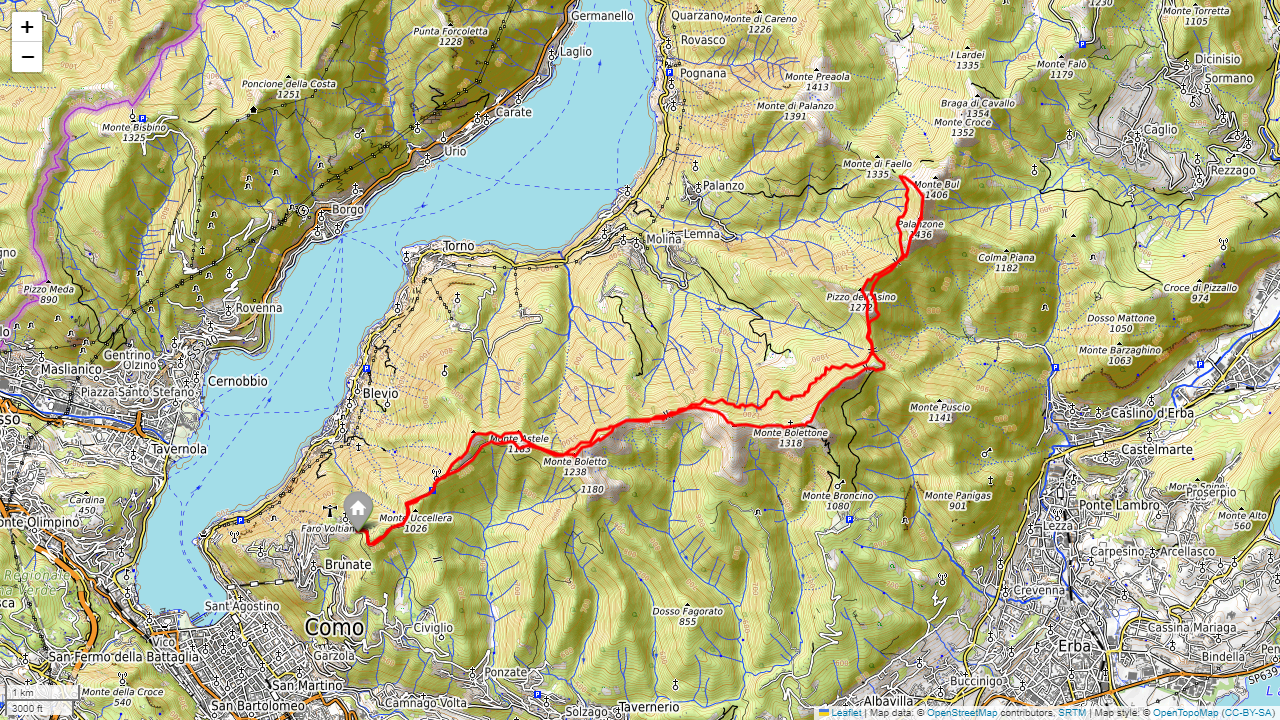 +
−
Germanello
Quarzano
Monte di Careno
1226
1230
Monte Torretta
1105
Punta Forcoletta
1228
Rovasco
Laglio
I Lardei
1335
Dicinisio
Monte Falò
1179
Sormano
Pognana
Monte Preaola
1413
Poncione della Costa
1251
Carate
Monte di Palanzo
1391
Braga di Cavallo
1354
Monte Croce
1352
Monte Bisbino
1325
Caglio
Urio
Monte di Faello
1335
Rezzago
Palanzo
Monte Bul
1406
Borgo
Palanzone
1436
Lemna
Molina
Torno
Colma Piana
1182
Pizzo Meda
890
Croce di Pizzallo
974
Pizzo dell'Asino
1272
Rovenna
Dosso Mattone
1050
Gentrino
Olzino
Monte Barzaghino
1063
Maslianico
Cernobbio
Piazza Santo Stefano
Blevio
Monte Puscio
1141
Caslino d'Erba
Tavernola
Monte Astele
Monte Bolettone
1318
Castelmarte
Monte Boletto
1238
1180
Cardina
450
Monte Broncino
1080
Monte Panigas
901
Proserpio
Ponte Lambro
Monte Alto
560
Monte Uccellera
1026
Lezza
Carpesino
Arcellasco
Brunate
Crevenna
Sant'Agostino
Dosso Fagorato
855
Como
Civiglio
Cassina Mariaga
Vico
San Fermo della Battaglia
Garzola
Erba
Bindella
Ponzate
Buccinigo
San Martino
1 km
Monte della Croce
540
Camnago Volta
3000 ft
San Bartolomeo
Solzago
Tavernerio
Albavilla
Leaflet | Map data: © OpenStreetMap contributors, SRTM | Map style: © OpenTopoMap (CC-BY-SA)